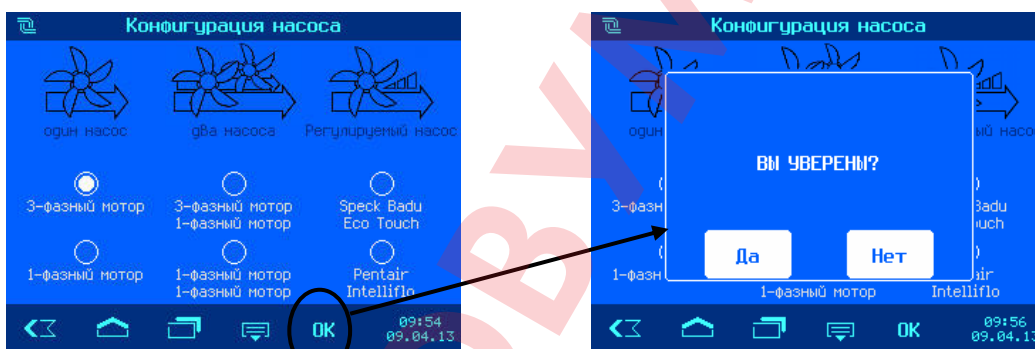 Конфигурация насоса
один насос
два насоса
Регулируемый насос
3-фазный мотор
3-фазный мотор
1-фазный мотор
Speck Badu
Eco Touch
1-фазный мотор
1-фазный мотор
1-фазный мотор
Pentair
Intelliflo
OK
09:54
09.04.13
Конфигурация насоса
ВЫ УВЕРЕНЫ?
Да
Нет
1-фазный мотор
Intelliflo
OK
09:56
09.04.13